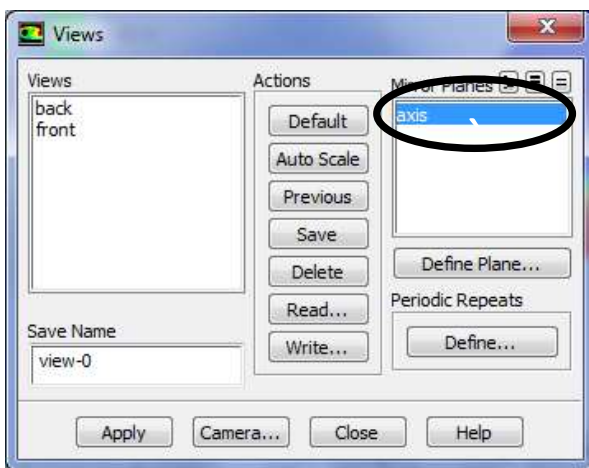 Views
Views
back
front
Save Name
view-0
Actions
Default
Auto Scale
Previous
Save
Delete
Read...
Write...
Mirror Planes
axis
Define Plane...
Periodic Repeats
Define...
Apply
Camera...
Close
Help